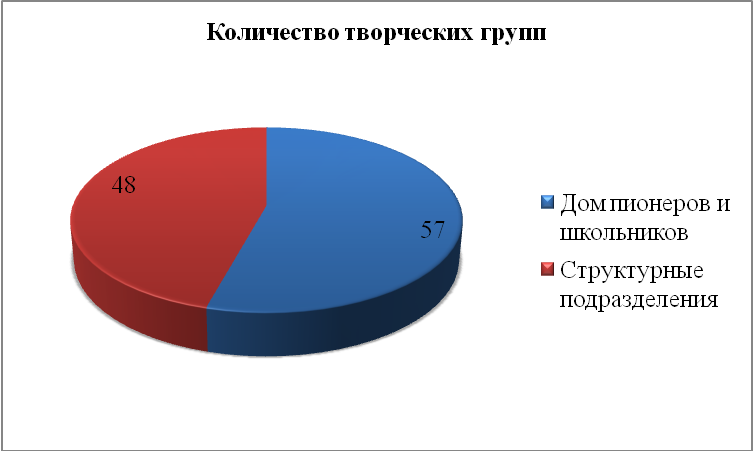 Количество творческих групп
48
57
Дом пионеров и
школьников
Структурные
подразделения